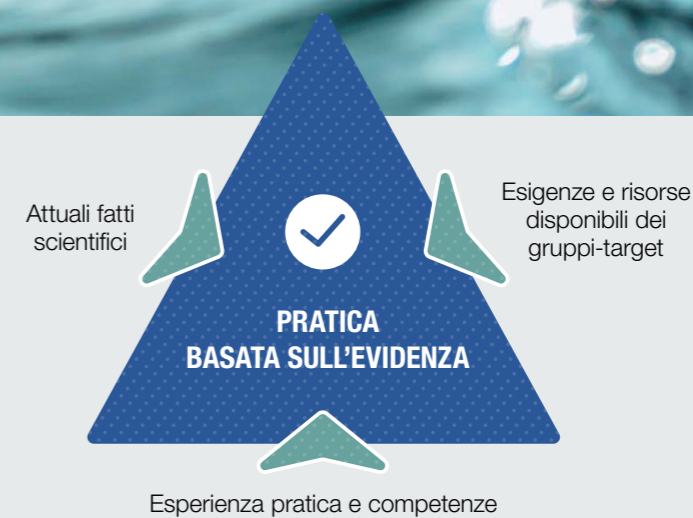 Attuali fatti
scientifici
Esigenze e risorse
disponibili dei
gruppi-target
PRATICA
BASATA SULL’EVIDENZA
Esperienza pratica e competenze